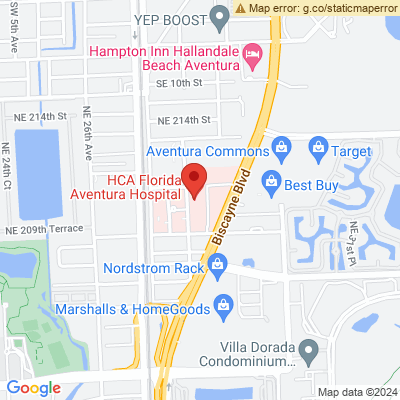 Map error: g.co/staticmaperror
SW 5th Ave
YEP BOOST
Hampton Inn Hallandale
Beach Aventura
SE 10th St
NE 214th St
NE 214th St
NE 26th Ave
NE 24th Ct
Aventura Commons
Target
HCA Florida
Aventura Hospital
Best Buy
Biscayne Blvd
NE 209th Terrace
NE 31st Pl
Nordstrom Rack
Marshalls & HomeGoods
Villa Dorada
Condominium...
Google
Map data ©2024